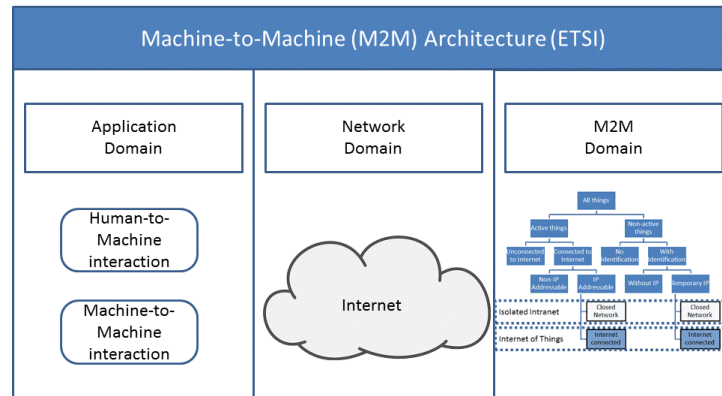 Machine-to-Machine (M2M) Architecture (ETSI)
Application
Domain
Network
Domain
M2M
Domain
Human-to-
Machine
interaction
Machine-to-
Machine
interaction
Internet
All things
Active things
Non-active
things
Unconnected
to Internet
Connected to
Internet
No
Identification
With
Identification
Non-IP
Addressable
IP
Addressable
Without IP
Temporary IP
Isolated Intranet
Closed
Network
Closed
Network
Internet of Things
Internet
connected
Internet
connected